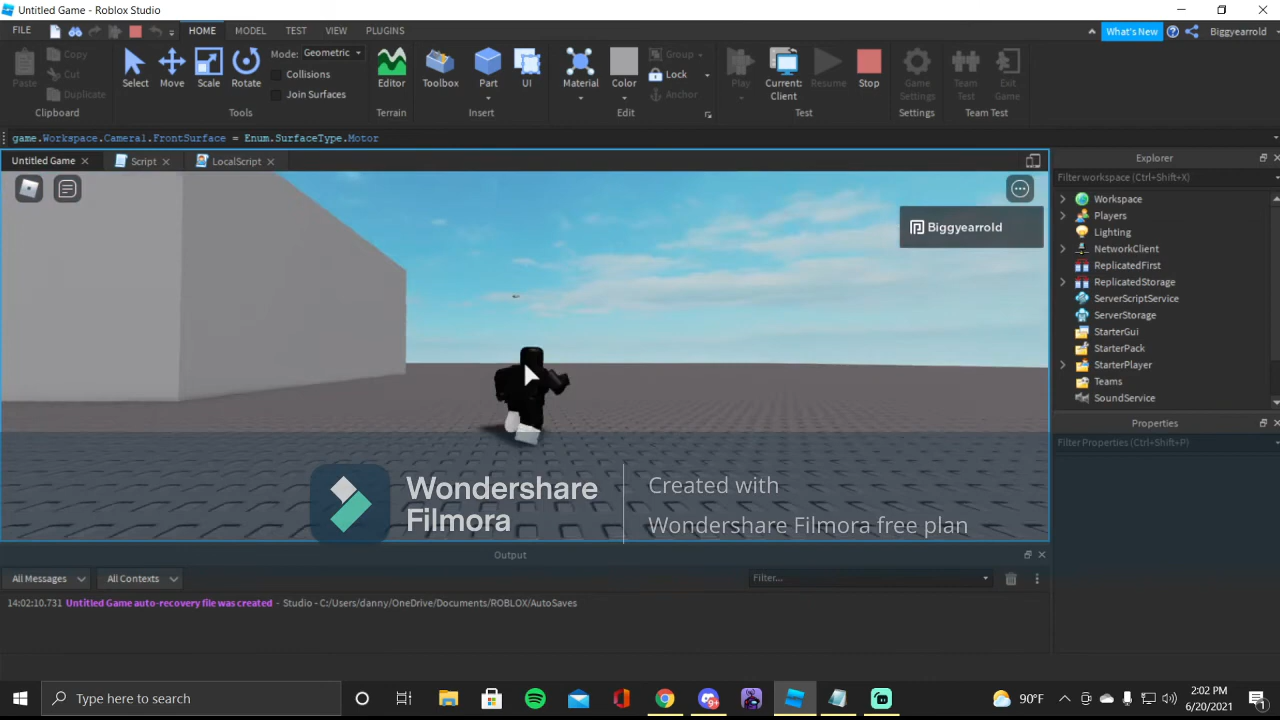 Untitled Game - Roblox Studio
FILE HOME MODEL TEST VIEW PLUGINS What's New Biggyearrold
Paste Copy Cut Duplicate Select Move Scale Rotate Mode: Geometric Collisions Join Surfaces Editor Toolbox Part UI Material Color Group Lock Anchor Play Current: Client Resume Stop Game Settings Team Test Exit Game
Clipboard Tools Terrain Insert Edit Test Settings Team Test
game.Workspace.Camera1.FrontSurface = Enum.SurfaceType.Motor
Untitled Game Script LocalScript Explorer
Filter workspace (Ctrl+Shift+X)
Workspace
Players
Biggyearrold
Lighting
NetworkClient
ReplicatedFirst
ReplicatedStorage
ServerScriptService
ServerStorage
StarterGui
StarterPack
StarterPlayer
Teams
SoundService
Properties
Filter Properties (Ctrl+Shift+P)
Wondershare Filmora
Created with
Wondershare Filmora free plan
Output
All Messages All Contexts Filter...
14:02:10.731 Untitled Game auto-recovery file was created - Studio - C:/Users/danny/OneDrive/Documents/ROBLOX/AutoSaves
Type here to search 9+ 90°F 2:02 PM
6/20/2021 1